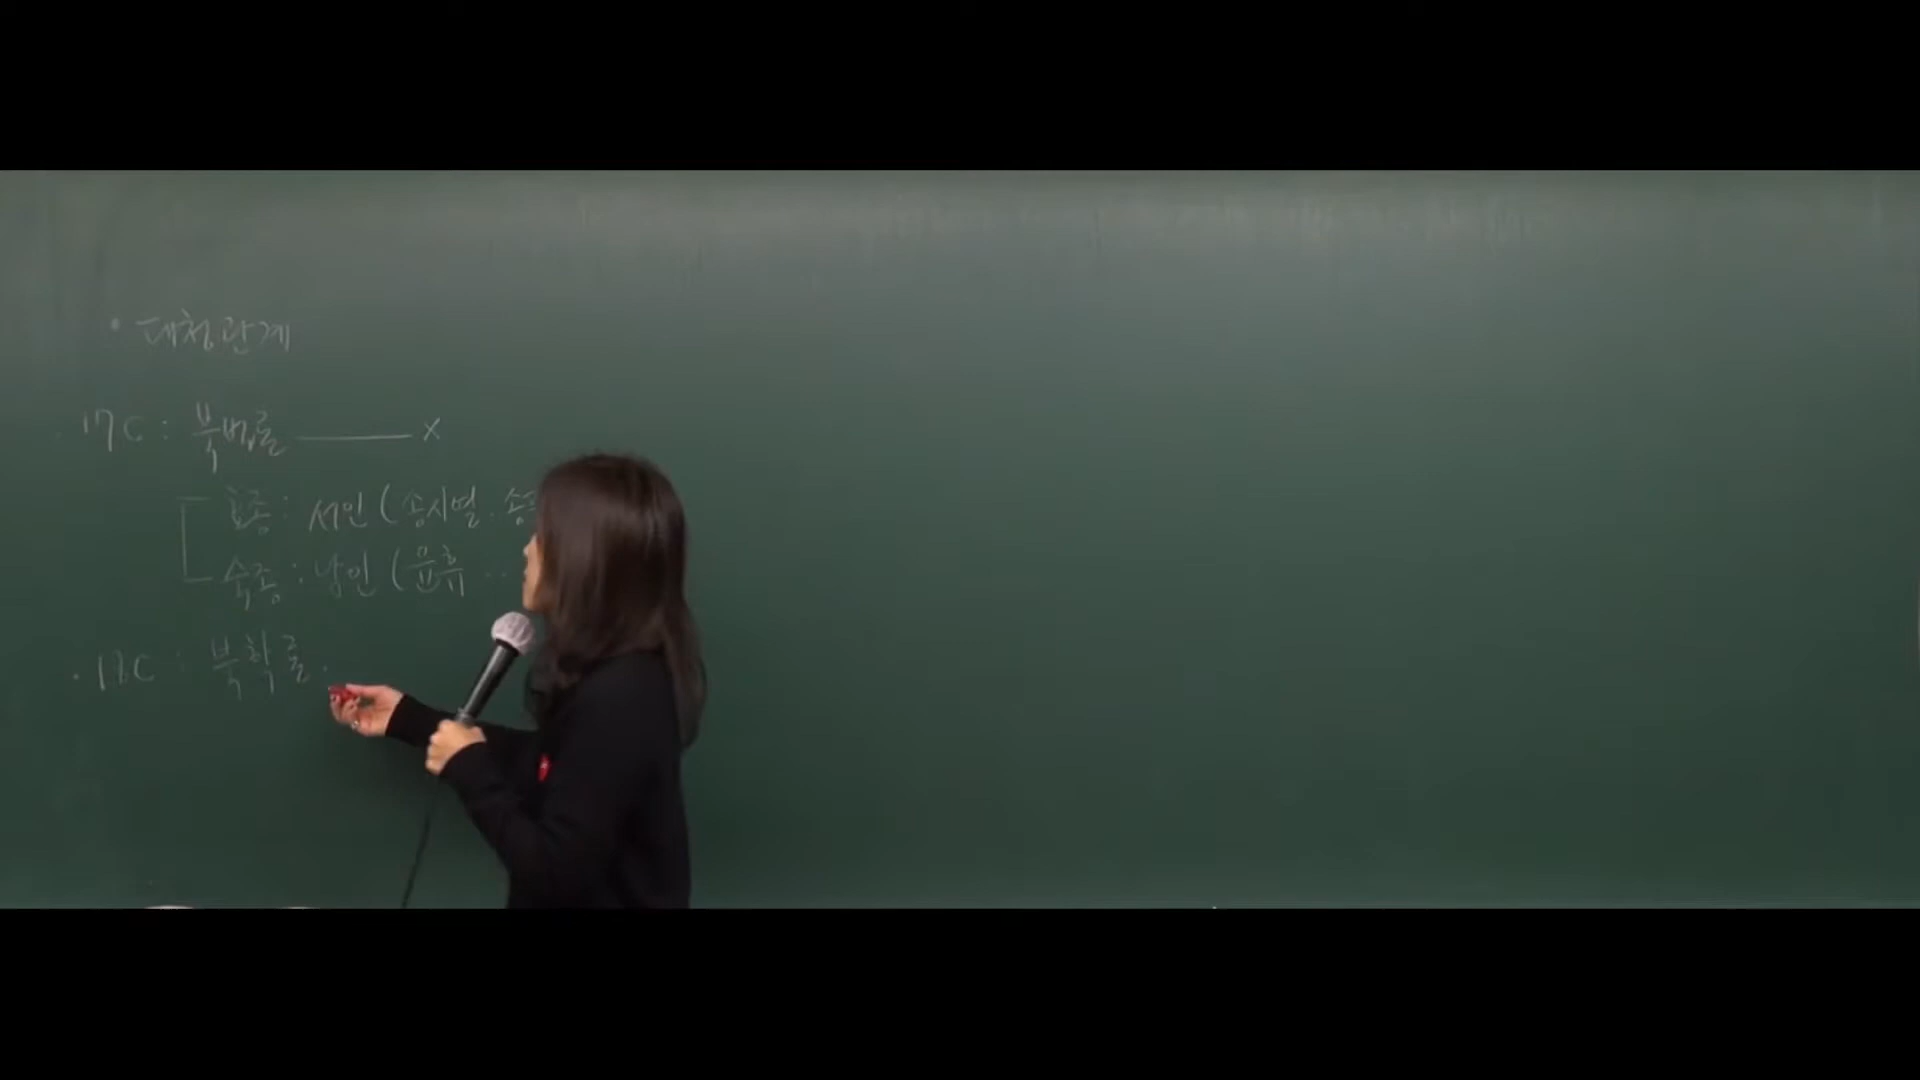 • 대청관계
· 17C : 북벌론 ——— x
효종 : 서인 ( 송시열 . 송
숙종 : 남인 ( 윤휴 ..
· 18C : 북학론 .